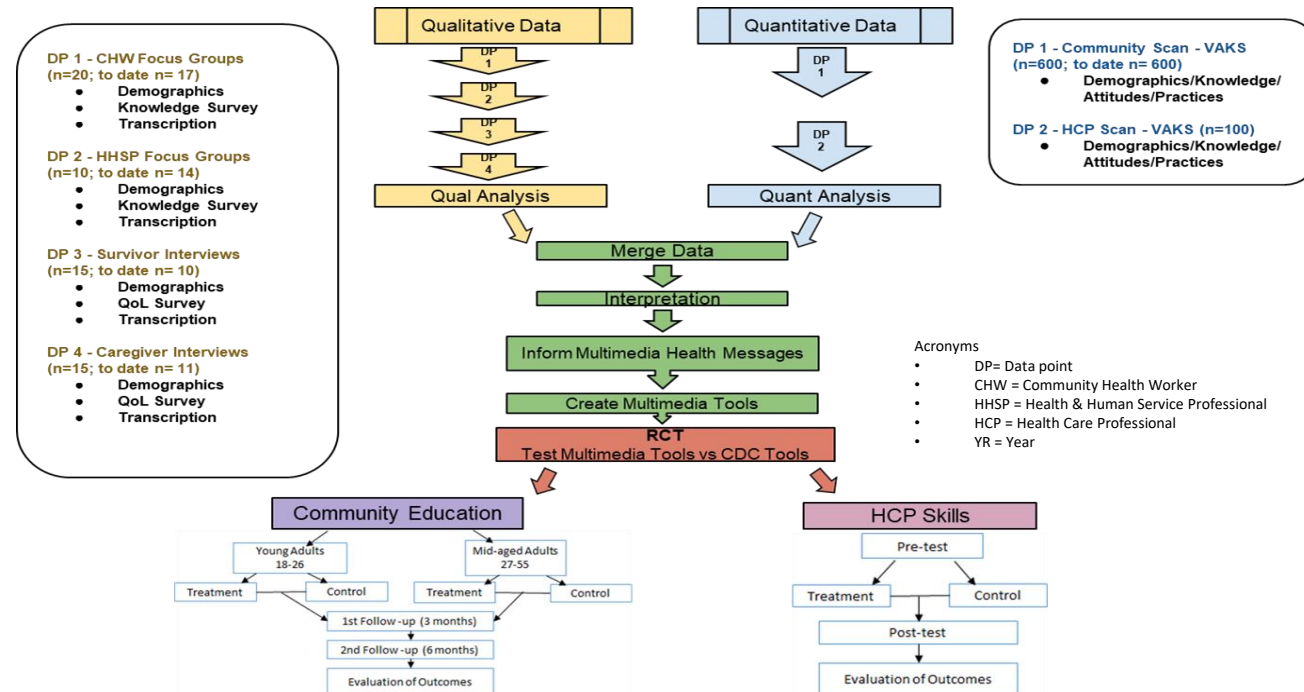 Qualitative Data
Quantitative Data
DP 1 - CHW Focus Groups
(n=20; to date n= 17)
● Demographics
● Knowledge Survey
● Transcription
DP 2 - HHSP Focus Groups
(n=10; to date n= 14)
● Demographics
● Knowledge Survey
● Transcription
DP 3 - Survivor Interviews
(n=15; to date n= 10)
● Demographics
● QoL Survey
● Transcription
DP 4 - Caregiver Interviews
(n=15; to date n= 11)
● Demographics
● QoL Survey
● Transcription
DP
1
DP
2
DP
3
DP
4
Qual Analysis
DP
1
DP
2
Quant Analysis
DP 1 - Community Scan - VAKS
(n=600; to date n= 600)
● Demographics/Knowledge/
Attitudes/Practices
DP 2 - HCP Scan - VAKS (n=100)
● Demographics/Knowledge/
Attitudes/Practices
Merge Data
Interpretation
Inform Multimedia Health Messages
Create Multimedia Tools
RCT
Test Multimedia Tools vs CDC Tools
Acronyms
• DP= Data point
• CHW = Community Health Worker
• HHSP = Health & Human Service Professional
• HCP = Health Care Professional
• YR = Year
Community Education
Young Adults
18-26
Mid-aged Adults
27-55
Treatment
Control
Treatment
Control
1st Follow-up (3 months)
2nd Follow-up (6 months)
Evaluation of Outcomes
HCP Skills
Pre-test
Treatment
Control
Post-test
Evaluation of Outcomes